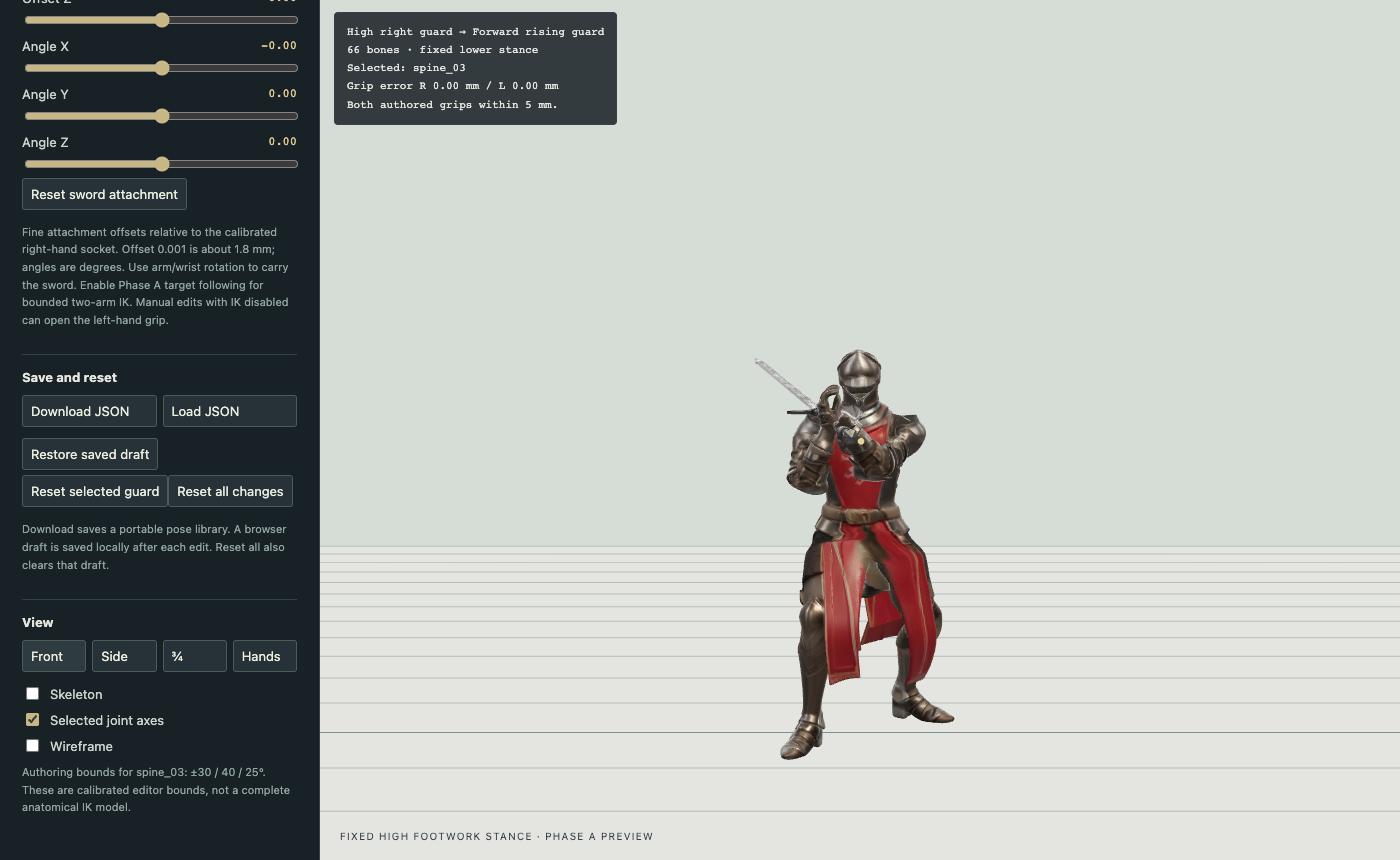 Offset Z 0.00
Angle X −0.00
Angle Y 0.00
Angle Z 0.00
Reset sword attachment
Fine attachment offsets relative to the calibrated
right-hand socket. Offset 0.001 is about 1.8 mm;
angles are degrees. Use arm/wrist rotation to carry
the sword. Enable Phase A target following for
bounded two-arm IK. Manual edits with IK disabled
can open the left-hand grip.
Save and reset
Download JSON Load JSON
Restore saved draft
Reset selected guard Reset all changes
Download saves a portable pose library. A browser
draft is saved locally after each edit. Reset all also
clears that draft.
View
Front Side ¾ Hands
Skeleton
Selected joint axes
Wireframe
Authoring bounds for spine_03: ±30 / 40 / 25°.
These are calibrated editor bounds, not a complete
anatomical IK model.
High right guard → Forward rising guard
66 bones · fixed lower stance
Selected: spine_03
Grip error R 0.00 mm / L 0.00 mm
Both authored grips within 5 mm.
FIXED HIGH FOOTWORK STANCE · PHASE A PREVIEW